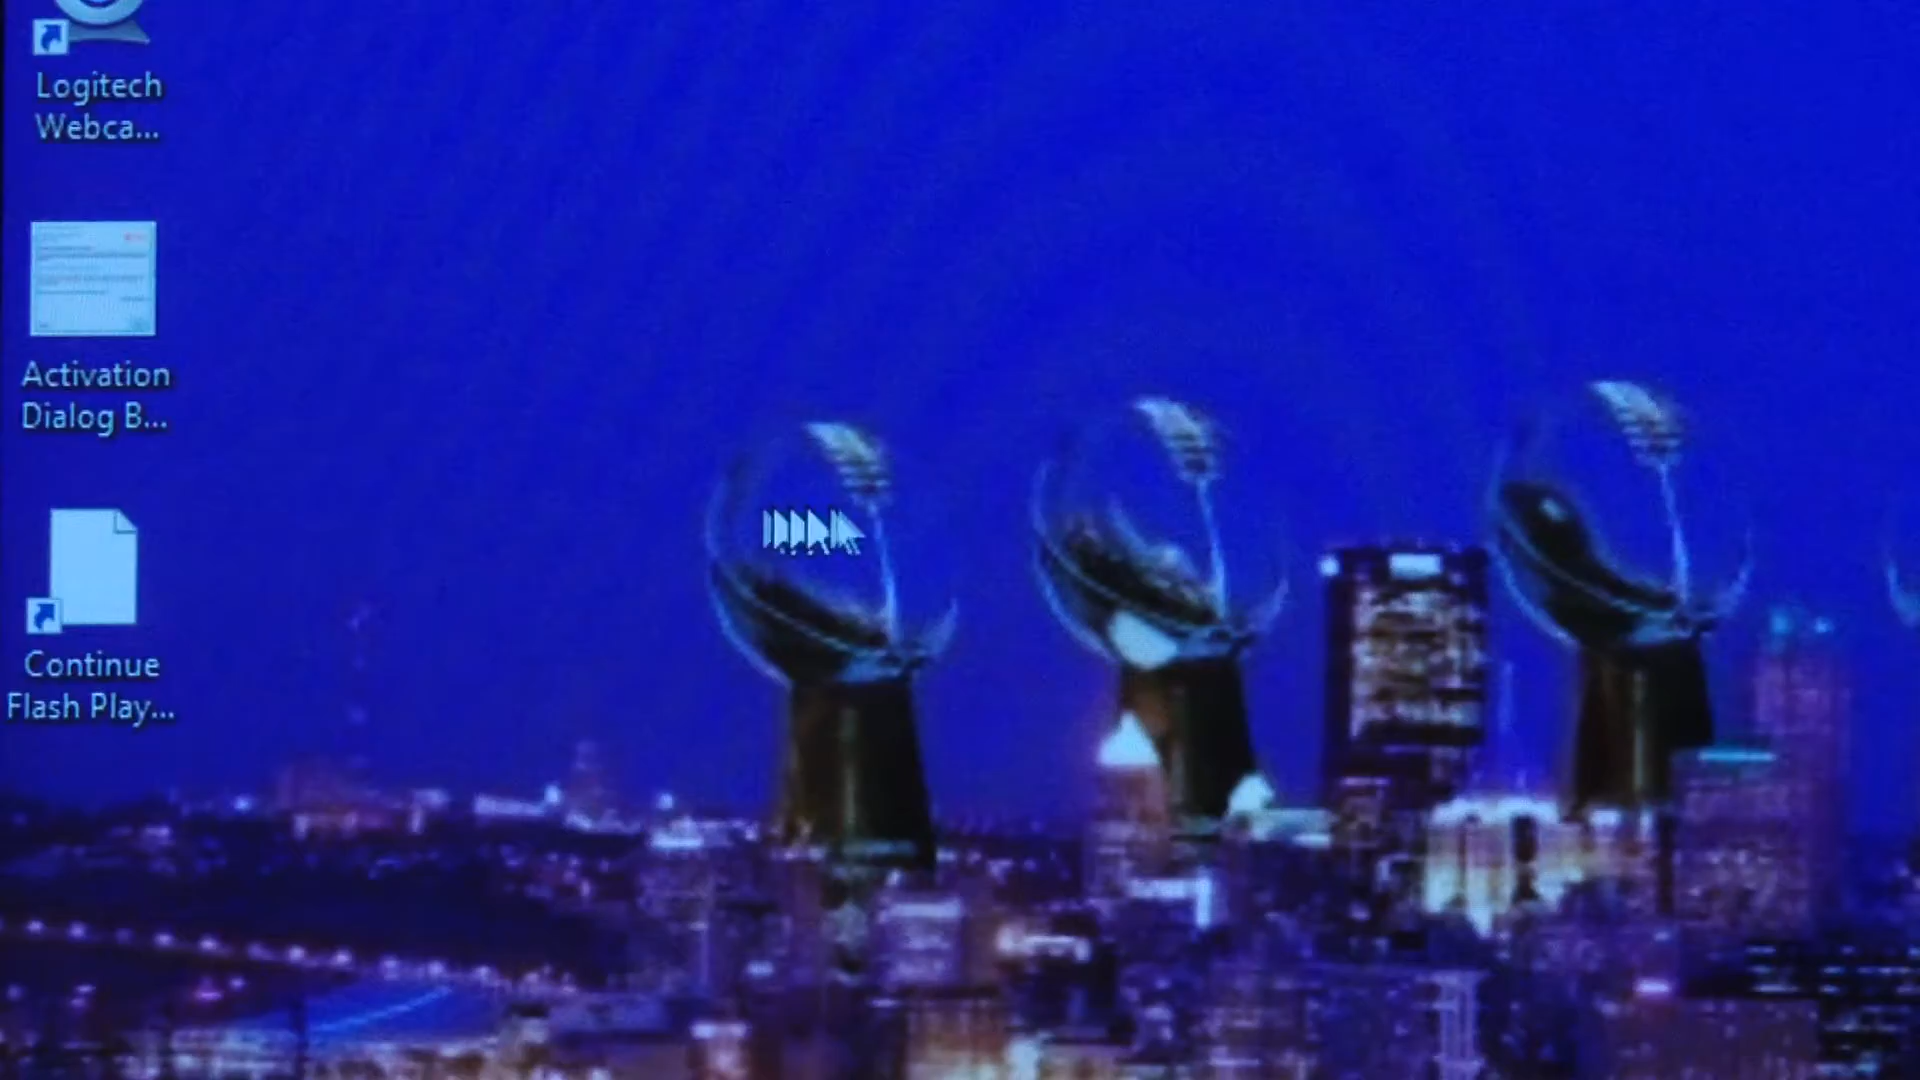 Logitech
Webca...
Activation
Dialog B...
Continue
Flash Play...